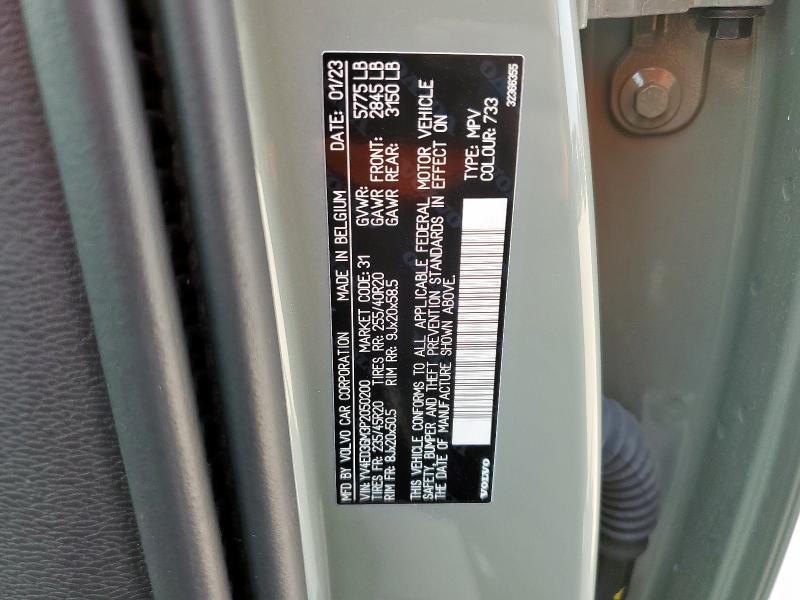 MFD BY VOLVO CAR CORPORATION MADE IN BELGIUM DATE: 01/23
VIN: YV4ED3GM3P2050200 MARKET CODE: 31 GVWR: 5775 LB
TIRES FR: 235/45R20 TIRES RR: 255/40R20 GAWR FRONT: 2845 LB
RIM FR: 8Jx20x50.5 RIM RR: 9Jx20x58.5 GAWR REAR: 3150 LB
THIS VEHICLE CONFORMS TO ALL APPLICABLE FEDERAL MOTOR VEHICLE
SAFETY, BUMPER AND THEFT PREVENTION STANDARDS IN EFFECT ON
THE DATE OF MANUFACTURE SHOWN ABOVE.
TYPE: MPV
COLOUR: 733
VOLVO 32366355